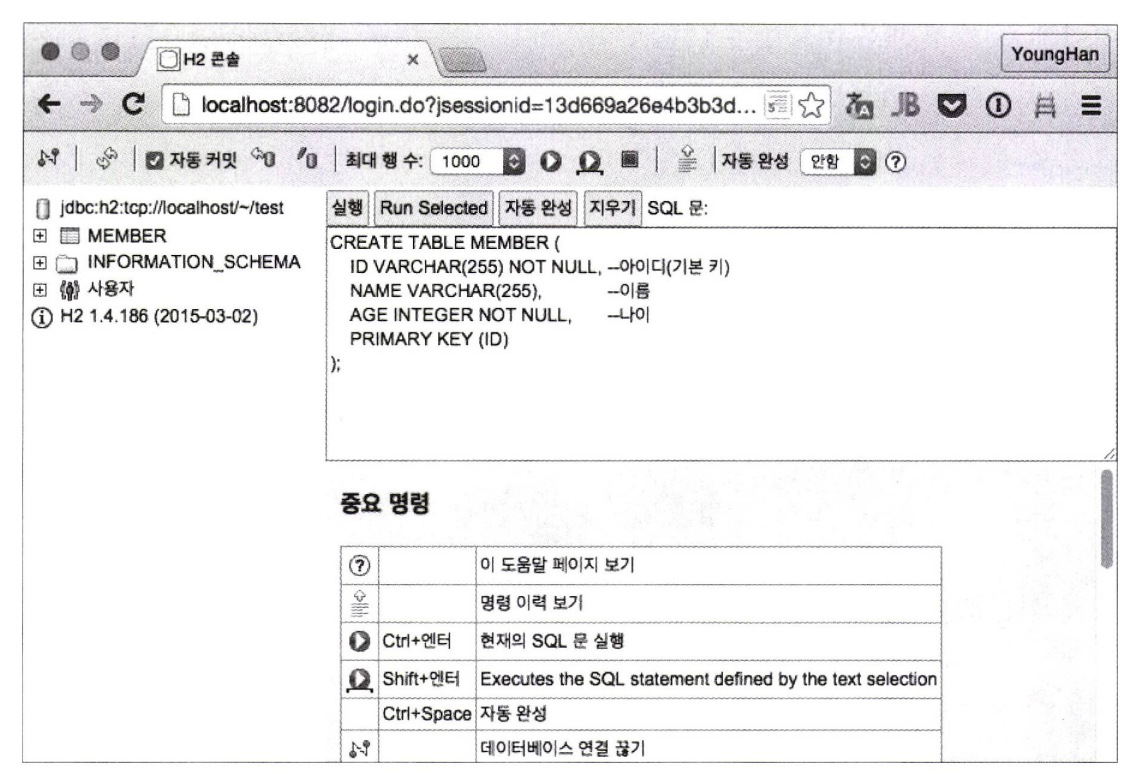 H2 콘솔
YoungHan
localhost:8082/login.do?jsessionid=13d669a26e4b3b3d...
JB
자동 커밋
최대 행 수: 1000
자동 완성 안함
jdbc:h2:tcp://localhost/~/test
MEMBER
INFORMATION_SCHEMA
사용자
H2 1.4.186 (2015-03-02)
실행 Run Selected 자동 완성 지우기 SQL 문:
CREATE TABLE MEMBER (
ID VARCHAR(255) NOT NULL, --아이디(기본 키)
NAME VARCHAR(255), --이름
AGE INTEGER NOT NULL, --나이
PRIMARY KEY (ID)
);
중요 명령
이 도움말 페이지 보기
명령 이력 보기
Ctrl+엔터 현재의 SQL 문 실행
Shift+엔터 Executes the SQL statement defined by the text selection
Ctrl+Space 자동 완성
데이터베이스 연결 끊기